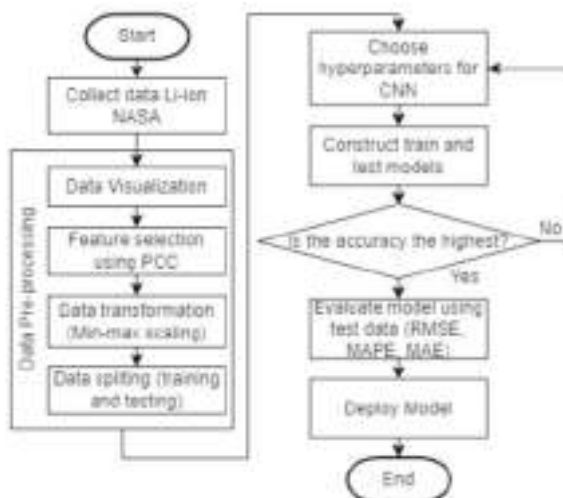 Start
Collect data Li-Ion
NASA
Data Pre-processing
Data Visualization
Feature selection
using PCC
Data transformation
(Min-max scaling)
Data spliting (training
and testing)
Choose
hyperparameters for
CNN
Construct train and
test models
Is the accuracy the highest?
No
Yes
Evaluate model using
test data (RMSE,
MAPE, MAE)
Deploy Model
End